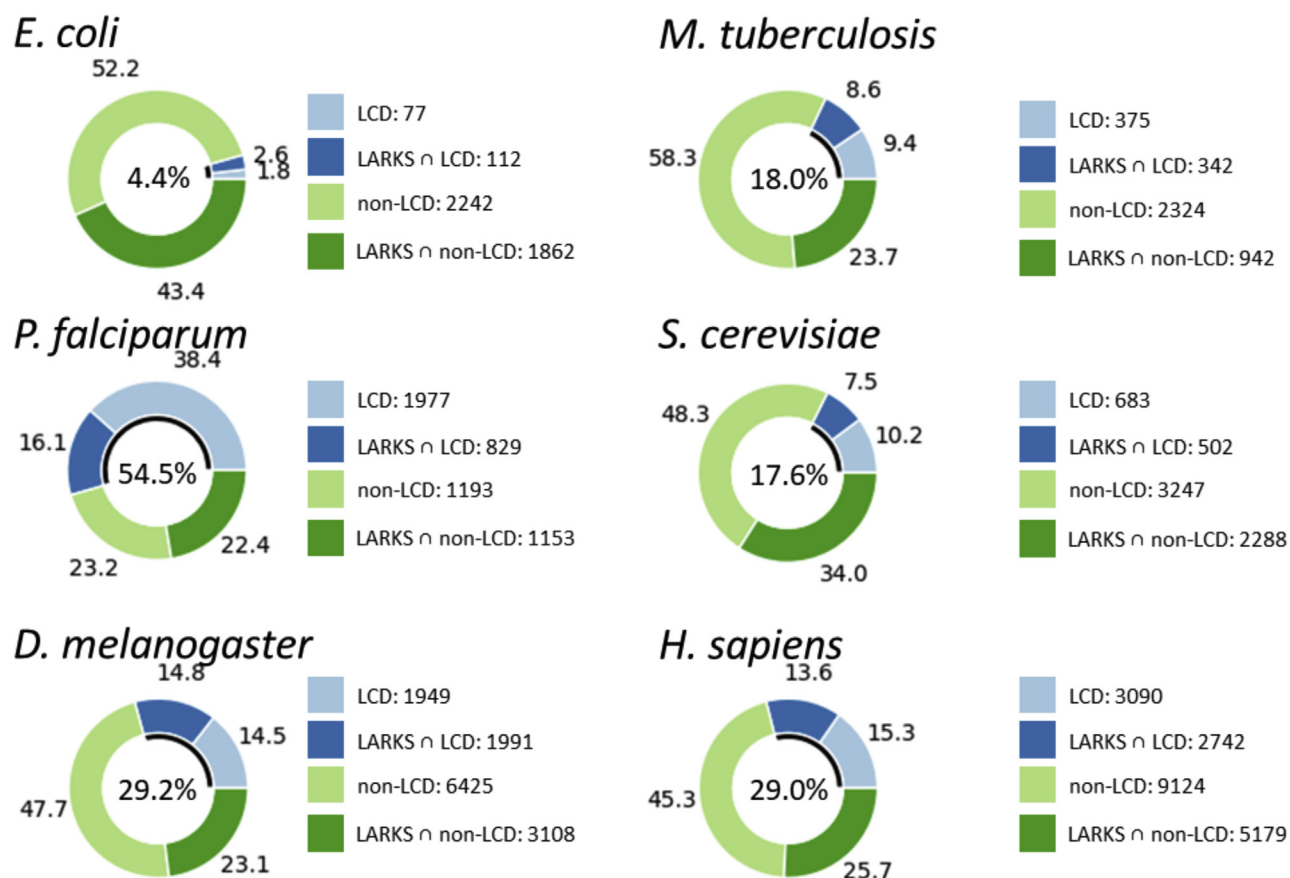 E. coli
52.2
2.6
1.8
4.4%
43.4
LCD: 77
LARKS ∩ LCD: 112
non-LCD: 2242
LARKS ∩ non-LCD: 1862
M. tuberculosis
8.6
9.4
58.3
18.0%
23.7
LCD: 375
LARKS ∩ LCD: 342
non-LCD: 2324
LARKS ∩ non-LCD: 942
P. falciparum
38.4
16.1
54.5%
22.4
23.2
LCD: 1977
LARKS ∩ LCD: 829
non-LCD: 1193
LARKS ∩ non-LCD: 1153
S. cerevisiae
7.5
48.3
10.2
17.6%
34.0
LCD: 683
LARKS ∩ LCD: 502
non-LCD: 3247
LARKS ∩ non-LCD: 2288
D. melanogaster
14.8
14.5
29.2%
47.7
23.1
LCD: 1949
LARKS ∩ LCD: 1991
non-LCD: 6425
LARKS ∩ non-LCD: 3108
H. sapiens
13.6
15.3
29.0%
45.3
25.7
LCD: 3090
LARKS ∩ LCD: 2742
non-LCD: 9124
LARKS ∩ non-LCD: 5179